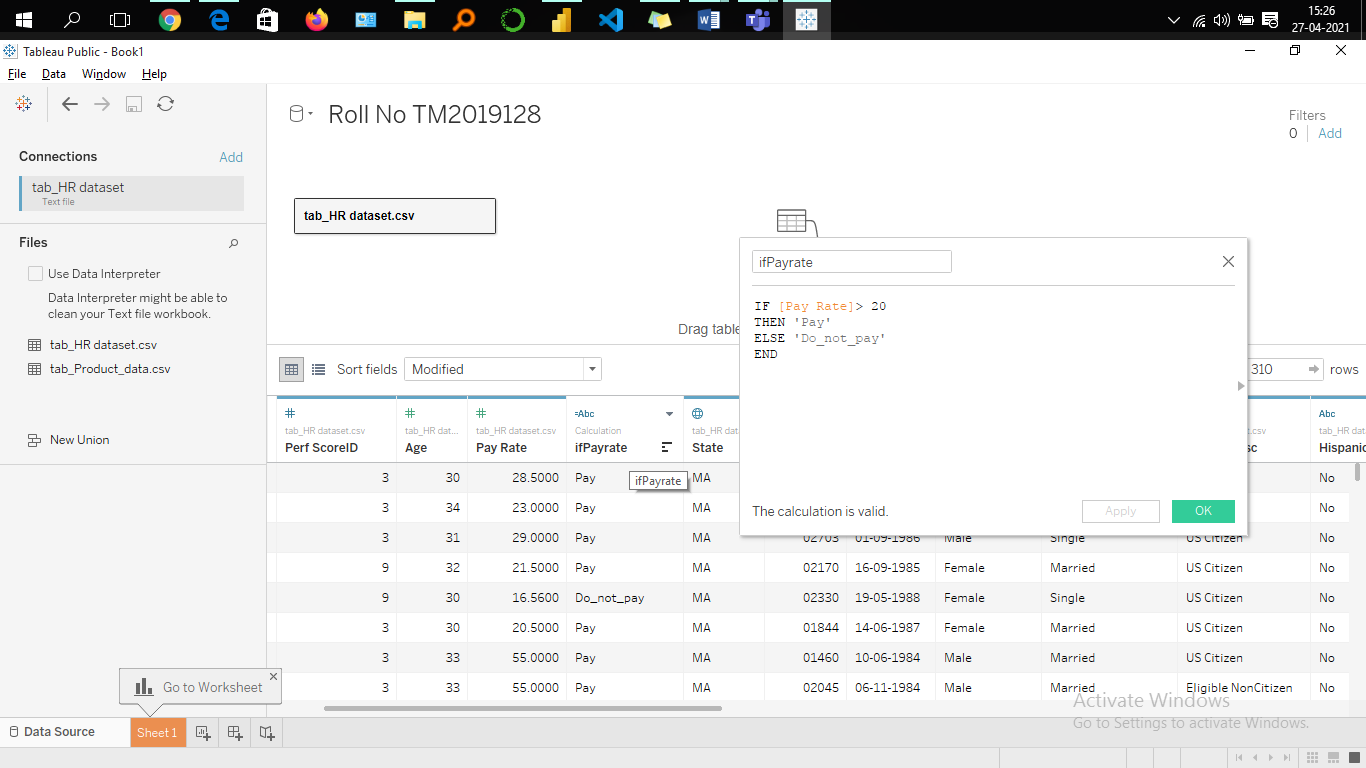 15:26
27-04-2021
Tableau Public - Book1
File Data Window Help
Roll No TM2019128
Filters
0 Add
Connections Add
tab_HR dataset
Text file
tab_HR dataset.csv
Files
Use Data Interpreter
Data Interpreter might be able to
clean your Text file workbook.
tab_HR dataset.csv
tab_Product_data.csv
New Union
Drag table
ifPayrate
IF [Pay Rate]> 20
THEN 'Pay'
ELSE 'Do_not_pay'
END
The calculation is valid. Apply OK
Sort fields Modified 310 rows
# # # =Abc Abc
tab_HR dataset.csv tab_HR dat... tab_HR dataset.csv Calculation tab_HR dat .csv tab_HR data
Perf ScoreID Age Pay Rate ifPayrate State sc Hispanic
3 30 28.5000 Pay MA No
ifPayrate
3 34 23.0000 Pay MA No
3 31 29.0000 Pay MA 02703 01-09-1986 Male Single US Citizen No
9 32 21.5000 Pay MA 02170 16-09-1985 Female Married US Citizen No
9 30 16.5600 Do_not_pay MA 02330 19-05-1988 Female Single US Citizen No
3 30 20.5000 Pay MA 01844 14-06-1987 Female Married US Citizen No
3 33 55.0000 Pay MA 01460 10-06-1984 Male Married US Citizen No
3 33 55.0000 Pay MA 02045 06-11-1984 Male Married Eligible NonCitizen No
Go to Worksheet
Activate Windows
Go to Settings to activate Windows.
Data Source Sheet 1